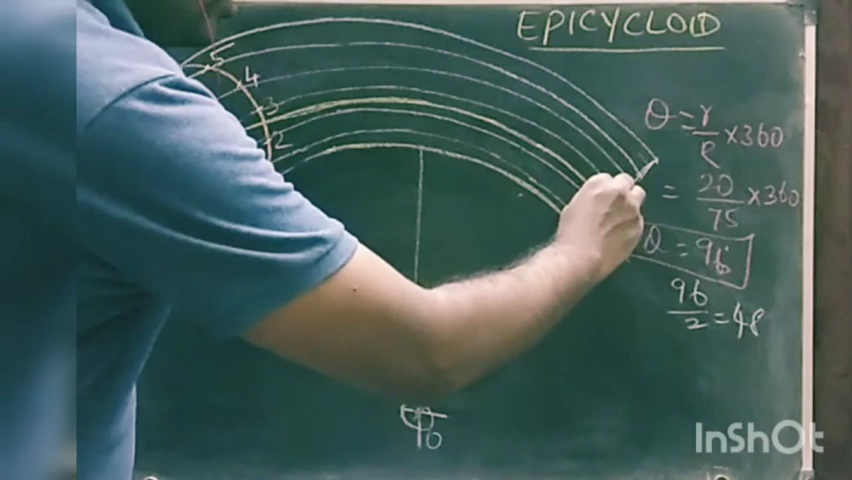 EPICYCLOID
5
4
3
2
θ = r/R ×360
= 20/75 ×360
θ = 96°
96/2 = 48
InShOt